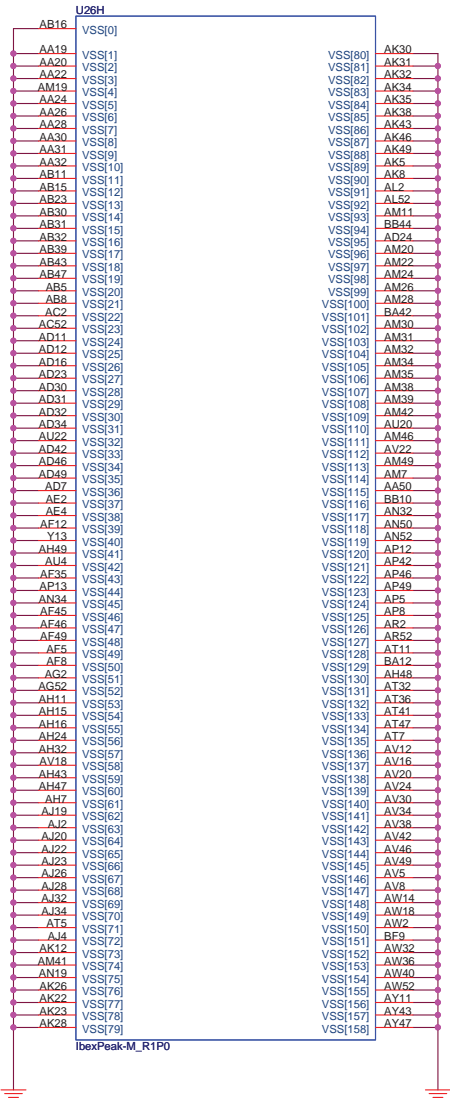 U26H
AB16 VSS[0]
AA19 VSS[1] VSS[80] AK30
AA20 VSS[2] VSS[81] AK31
AA22 VSS[3] VSS[82] AK32
AM19 VSS[4] VSS[83] AK34
AA24 VSS[5] VSS[84] AK35
AA26 VSS[6] VSS[85] AK38
AA28 VSS[7] VSS[86] AK43
AA30 VSS[8] VSS[87] AK46
AA31 VSS[9] VSS[88] AK49
AA32 VSS[10] VSS[89] AK5
AB11 VSS[11] VSS[90] AK8
AB15 VSS[12] VSS[91] AL2
AB23 VSS[13] VSS[92] AL52
AB30 VSS[14] VSS[93] AM11
AB31 VSS[15] VSS[94] BB44
AB32 VSS[16] VSS[95] AD24
AB39 VSS[17] VSS[96] AM20
AB43 VSS[18] VSS[97] AM22
AB47 VSS[19] VSS[98] AM24
AB5 VSS[20] VSS[99] AM26
AB8 VSS[21] VSS[100] AM28
AC2 VSS[22] VSS[101] BA42
AC52 VSS[23] VSS[102] AM30
AD11 VSS[24] VSS[103] AM31
AD12 VSS[25] VSS[104] AM32
AD16 VSS[26] VSS[105] AM34
AD23 VSS[27] VSS[106] AM35
AD30 VSS[28] VSS[107] AM38
AD31 VSS[29] VSS[108] AM39
AD32 VSS[30] VSS[109] AM42
AD34 VSS[31] VSS[110] AU20
AU22 VSS[32] VSS[111] AM46
AD42 VSS[33] VSS[112] AV22
AD46 VSS[34] VSS[113] AM49
AD49 VSS[35] VSS[114] AM7
AD7 VSS[36] VSS[115] AA50
AE2 VSS[37] VSS[116] BB10
AE4 VSS[38] VSS[117] AN32
AF12 VSS[39] VSS[118] AN50
Y13 VSS[40] VSS[119] AN52
AH49 VSS[41] VSS[120] AP12
AU4 VSS[42] VSS[121] AP42
AF35 VSS[43] VSS[122] AP46
AP13 VSS[44] VSS[123] AP49
AN34 VSS[45] VSS[124] AP5
AF45 VSS[46] VSS[125] AP8
AF46 VSS[47] VSS[126] AR2
AF49 VSS[48] VSS[127] AR52
AF5 VSS[49] VSS[128] AT11
AF8 VSS[50] VSS[129] BA12
AG2 VSS[51] VSS[130] AH48
AG52 VSS[52] VSS[131] AT32
AH11 VSS[53] VSS[132] AT36
AH15 VSS[54] VSS[133] AT41
AH16 VSS[55] VSS[134] AT47
AH24 VSS[56] VSS[135] AT7
AH32 VSS[57] VSS[136] AV12
AV18 VSS[58] VSS[137] AV16
AH43 VSS[59] VSS[138] AV20
AH47 VSS[60] VSS[139] AV24
AH7 VSS[61] VSS[140] AV30
AJ19 VSS[62] VSS[141] AV34
AJ2 VSS[63] VSS[142] AV38
AJ20 VSS[64] VSS[143] AV42
AJ22 VSS[65] VSS[144] AV46
AJ23 VSS[66] VSS[145] AV49
AJ26 VSS[67] VSS[146] AV5
AJ28 VSS[68] VSS[147] AV8
AJ32 VSS[69] VSS[148] AW14
AJ34 VSS[70] VSS[149] AW18
AT5 VSS[71] VSS[150] AW2
AJ4 VSS[72] VSS[151] BF9
AK12 VSS[73] VSS[152] AW32
AM41 VSS[74] VSS[153] AW36
AN19 VSS[75] VSS[154] AW40
AK26 VSS[76] VSS[155] AW52
AK22 VSS[77] VSS[156] AY11
AK23 VSS[78] VSS[157] AY43
AK28 VSS[79] VSS[158] AY47
IbexPeak-M_R1P0